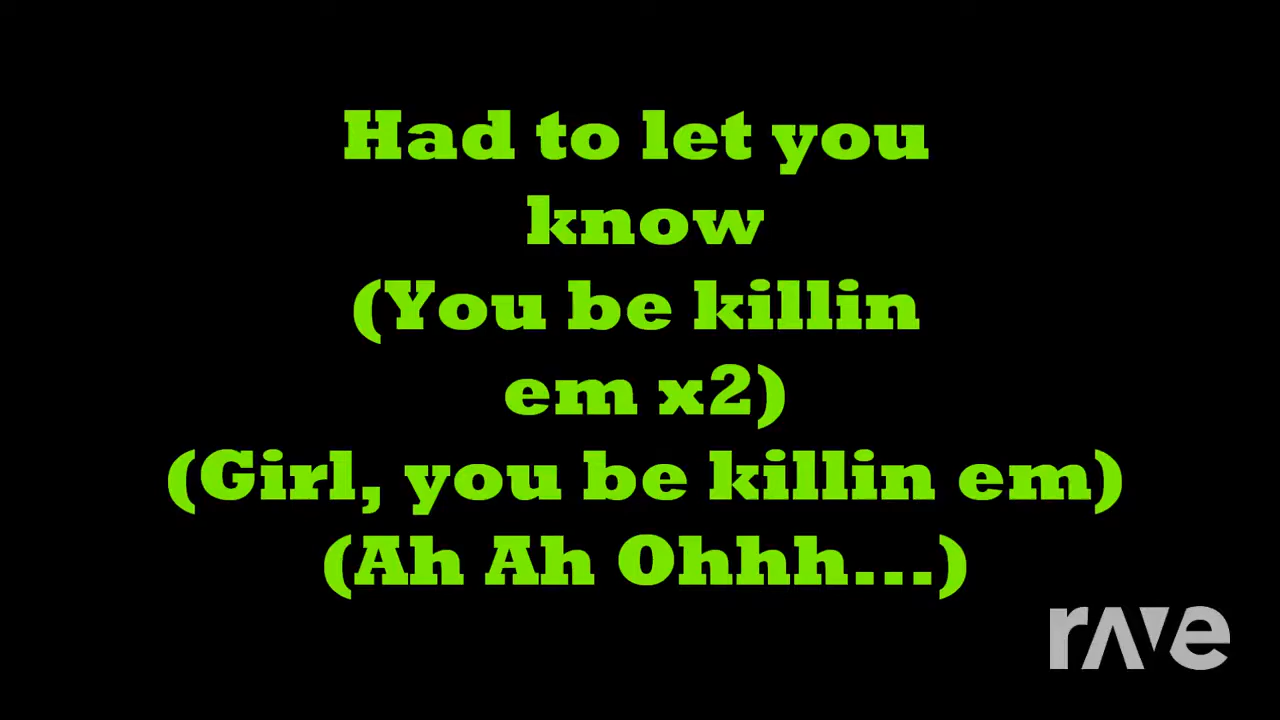 Had to let you
know
(You be killin
em x2)
(Girl, you be killin em)
(Ah Ah Ohhh...)
rave